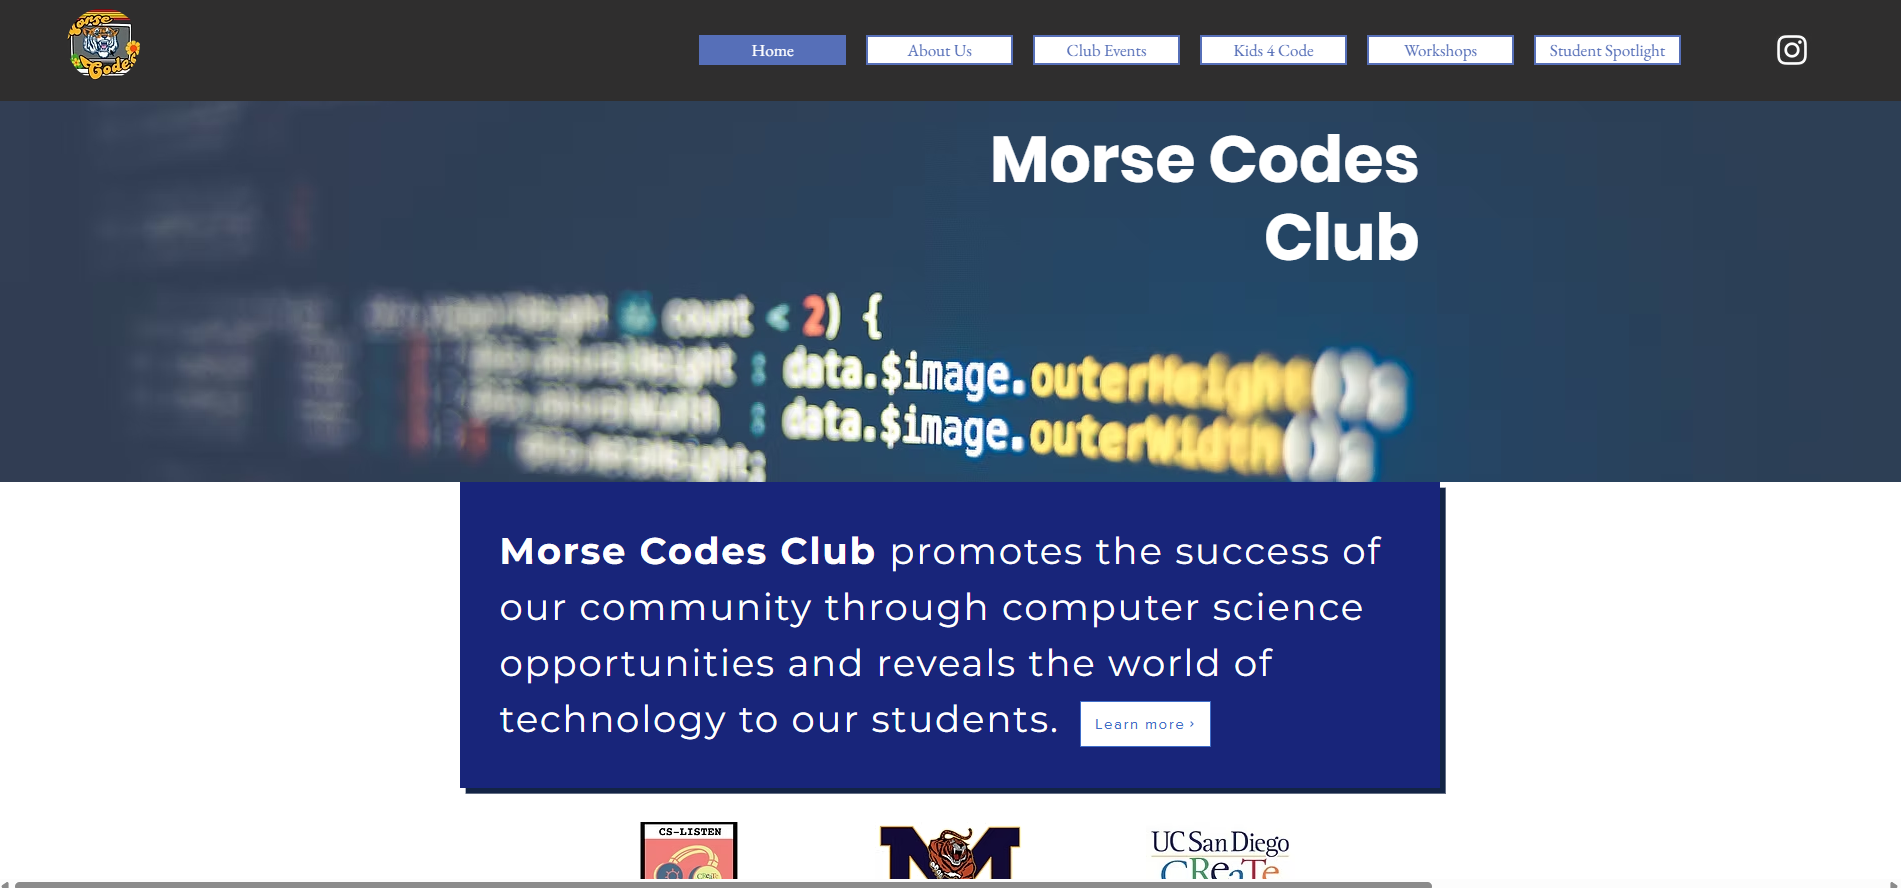 Morse
Codes
Home
About Us
Club Events
Kids 4 Code
Workshops
Student Spotlight
Morse Codes
Club
count < 2) {
: data.$image.outerHeight
: data.$image.outerWidth
Morse Codes Club promotes the success of
our community through computer science
opportunities and reveals the world of
technology to our students.
Learn more ›
CS-LISTEN
M
UC San Diego
CReaTe